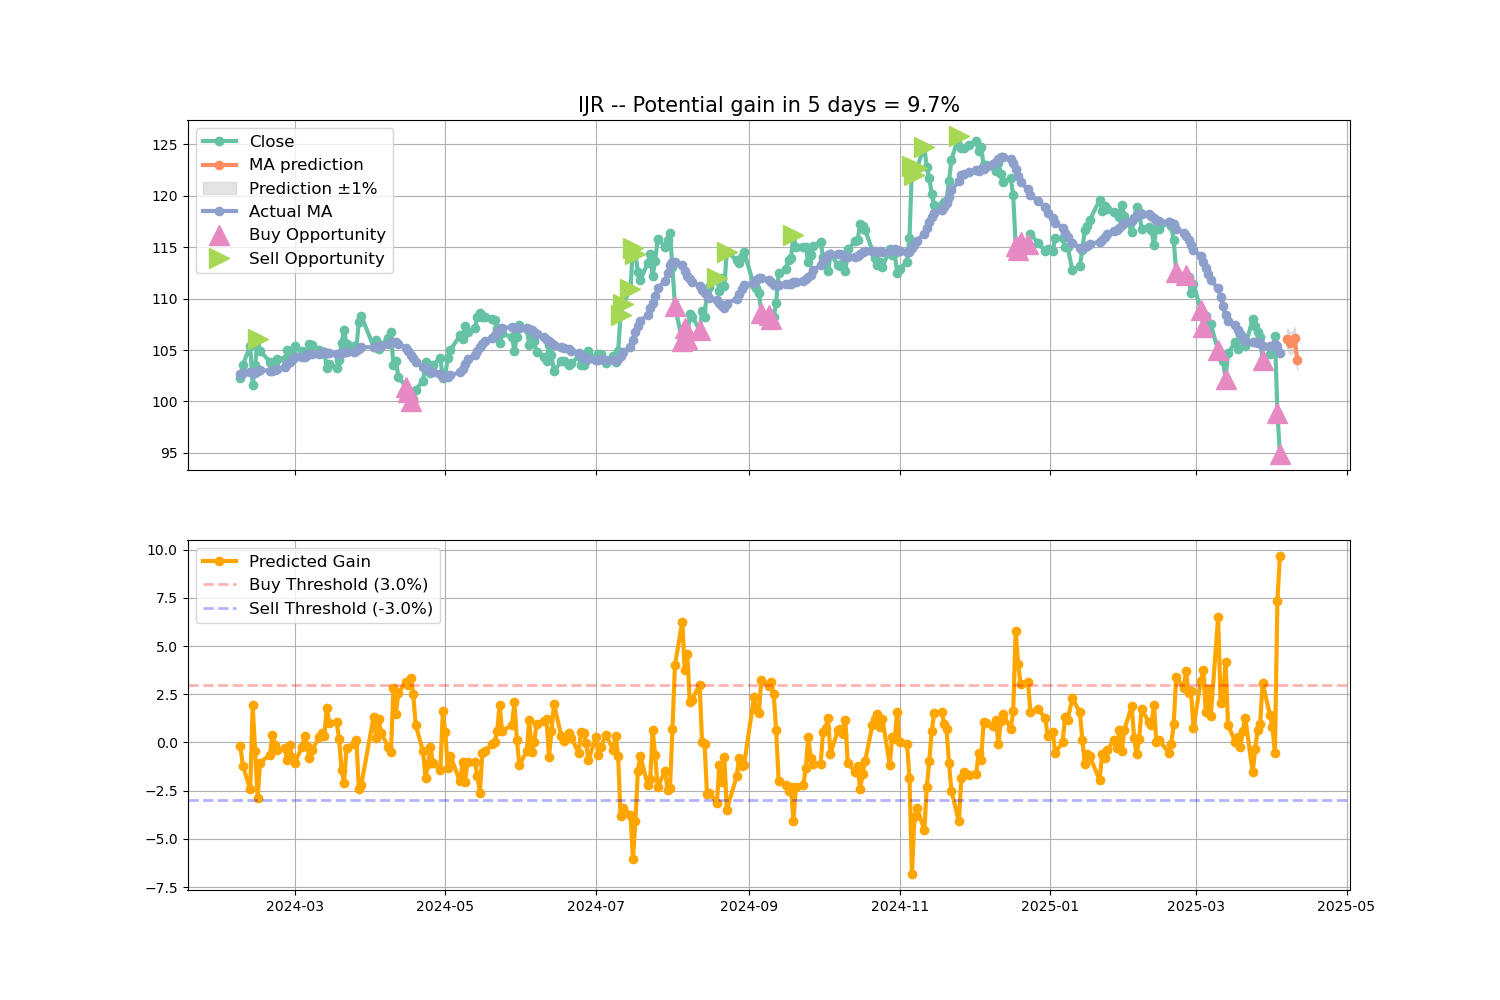 IJR -- Potential gain in 5 days = 9.7%
125
120
115
110
105
100
95
Close
MA prediction
Prediction ±1%
Actual MA
Buy Opportunity
Sell Opportunity
10.0
7.5
5.0
2.5
0.0
−2.5
−5.0
−7.5
Predicted Gain
Buy Threshold (3.0%)
Sell Threshold (-3.0%)
2024-03 2024-05 2024-07 2024-09 2024-11 2025-01 2025-03 2025-05